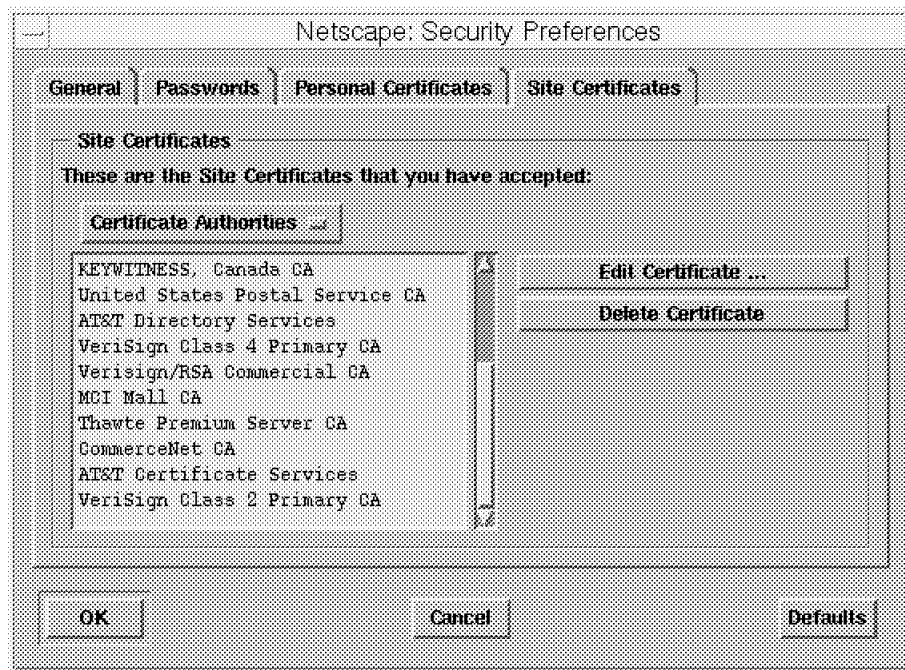 Netscape: Security Preferences
General Passwords Personal Certificates Site Certificates
Site Certificates
These are the Site Certificates that you have accepted:
Certificate Authorities
KEYWITNESS, Canada CA
United States Postal Service CA
AT&T Directory Services
VeriSign Class 4 Primary CA
Verisign/RSA Commercial CA
MCI Mall CA
Thawte Premium Server CA
CommerceNet CA
AT&T Certificate Services
VeriSign Class 2 Primary CA
Edit Certificate ...
Delete Certificate
OK Cancel Defaults